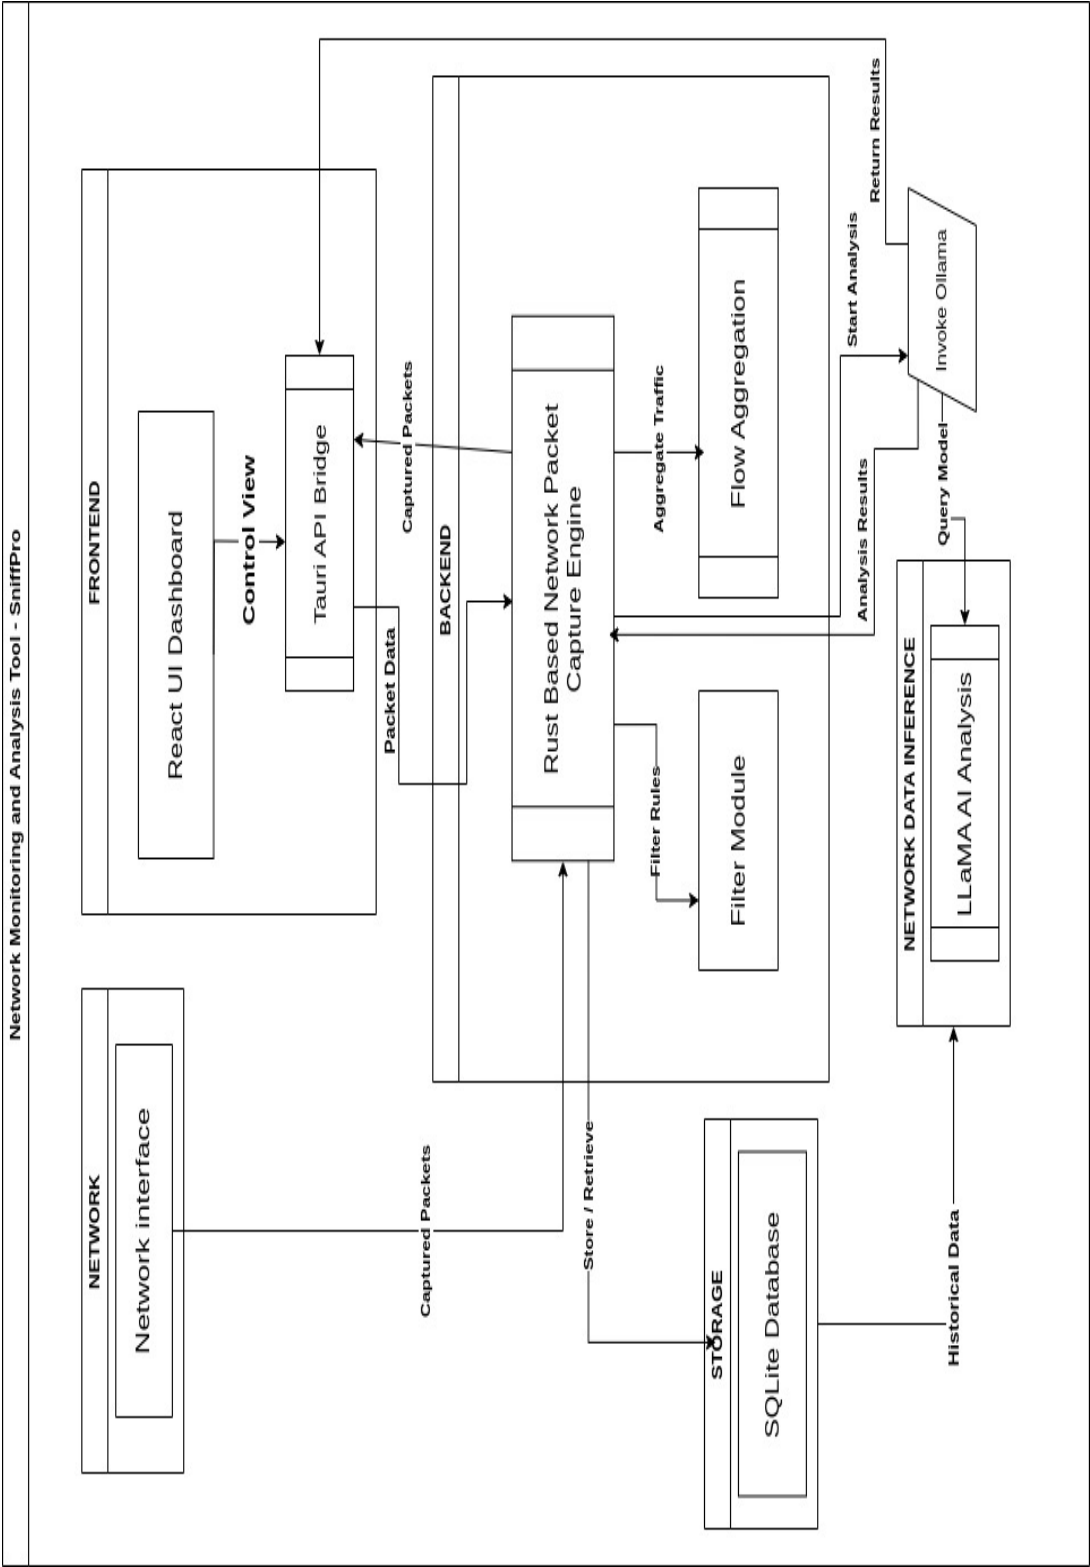 Network Monitoring and Analysis Tool - SniffPro
NETWORK
Network interface
FRONTEND
React UI Dashboard
Control View
Tauri API Bridge
Captured Packets
Packet Data
Captured Packets
BACKEND
Rust Based Network Packet
Capture Engine
Store / Retrieve
Filter Rules
Aggregate Traffic
Filter Module
Flow Aggregation
STORAGE
SQLite Database
Start Analysis
Analysis Results
Return Results
Invoke Ollama
Query Model
Historical Data
NETWORK DATA INFERENCE
LLaMA AI Analysis